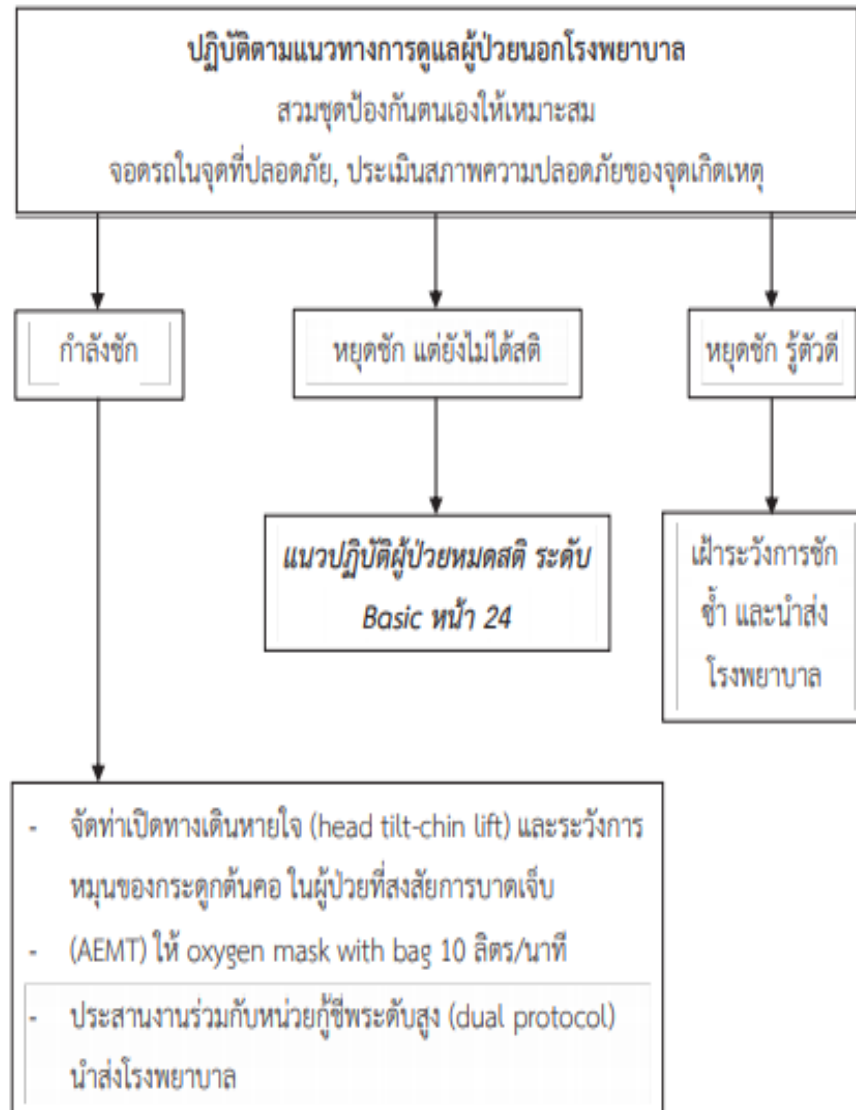 ปฏิบัติตามแนวทางการดูแลผู้ป่วยนอกโรงพยาบาล
สวมชุดป้องกันตนเองให้เหมาะสม
จอดรถในจุดที่ปลอดภัย, ประเมินสภาพความปลอดภัยของจุดเกิดเหตุ
กำลังชัก
หยุดชัก แต่ยังไม่ได้สติ
หยุดชัก รู้ตัวดี
แนวปฏิบัติผู้ป่วยหมดสติ ระดับ
Basic หน้า 24
เฝ้าระวังการชัก
ซ้ำ และนำส่ง
โรงพยาบาล
- จัดท่าเปิดทางเดินหายใจ (head tilt-chin lift) และระวังการ
หมุนของกระดูกต้นคอ ในผู้ป่วยที่สงสัยการบาดเจ็บ
- (AEMT) ให้ oxygen mask with bag 10 ลิตร/นาที
- ประสานงานร่วมกับหน่วยกู้ชีพระดับสูง (dual protocol)
นำส่งโรงพยาบาล